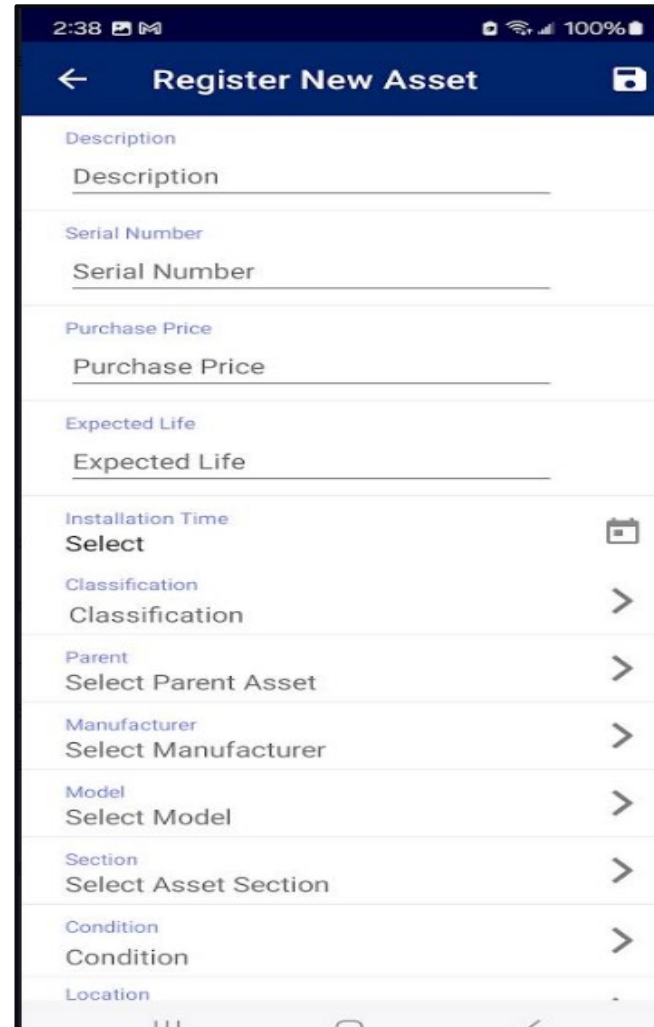 2:38 100%
Register New Asset
Description
Description
Serial Number
Serial Number
Purchase Price
Purchase Price
Expected Life
Expected Life
Installation Time
Select
Classification
Classification
Parent
Select Parent Asset
Manufacturer
Select Manufacturer
Model
Select Model
Section
Select Asset Section
Condition
Condition
Location